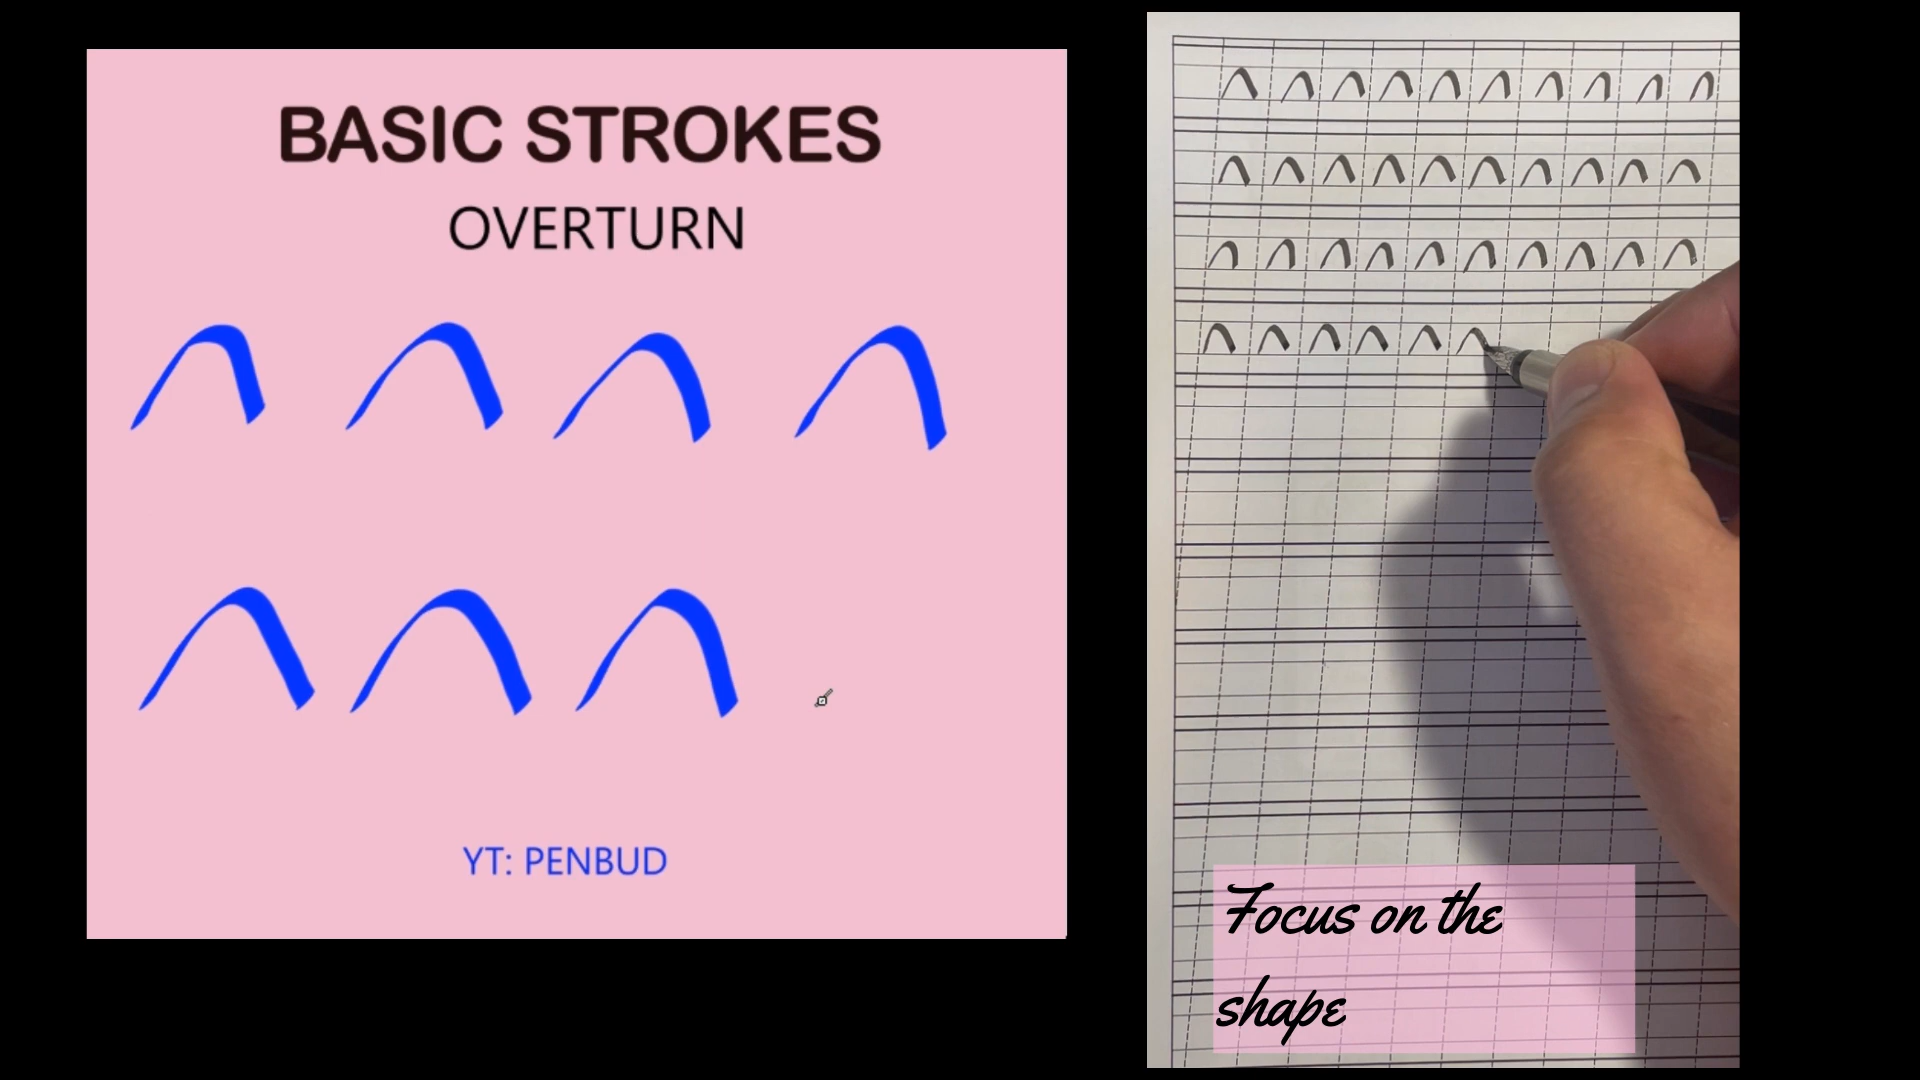 BASIC STROKES
OVERTURN
YT: PENBUD
Focus on the
shape